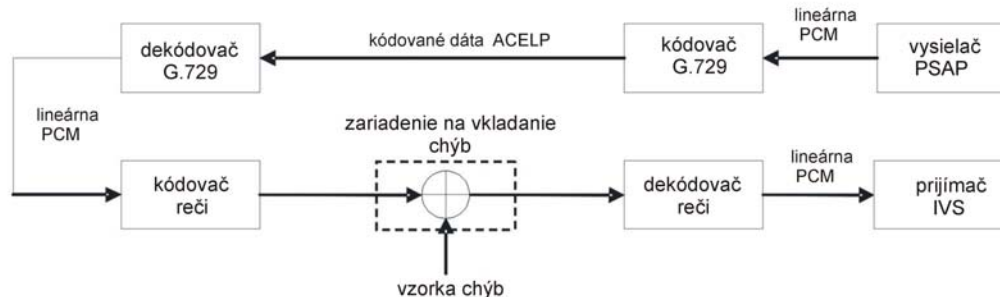 dekódovač
G.729
kódované dáta ACELP
kódovač
G.729
lineárna
PCM
vysielač
PSAP
lineárna
PCM
zariadenie na vkladanie
chýb
kódovač
reči
dekódovač
reči
lineárna
PCM
prijímač
IVS
vzorka chýb